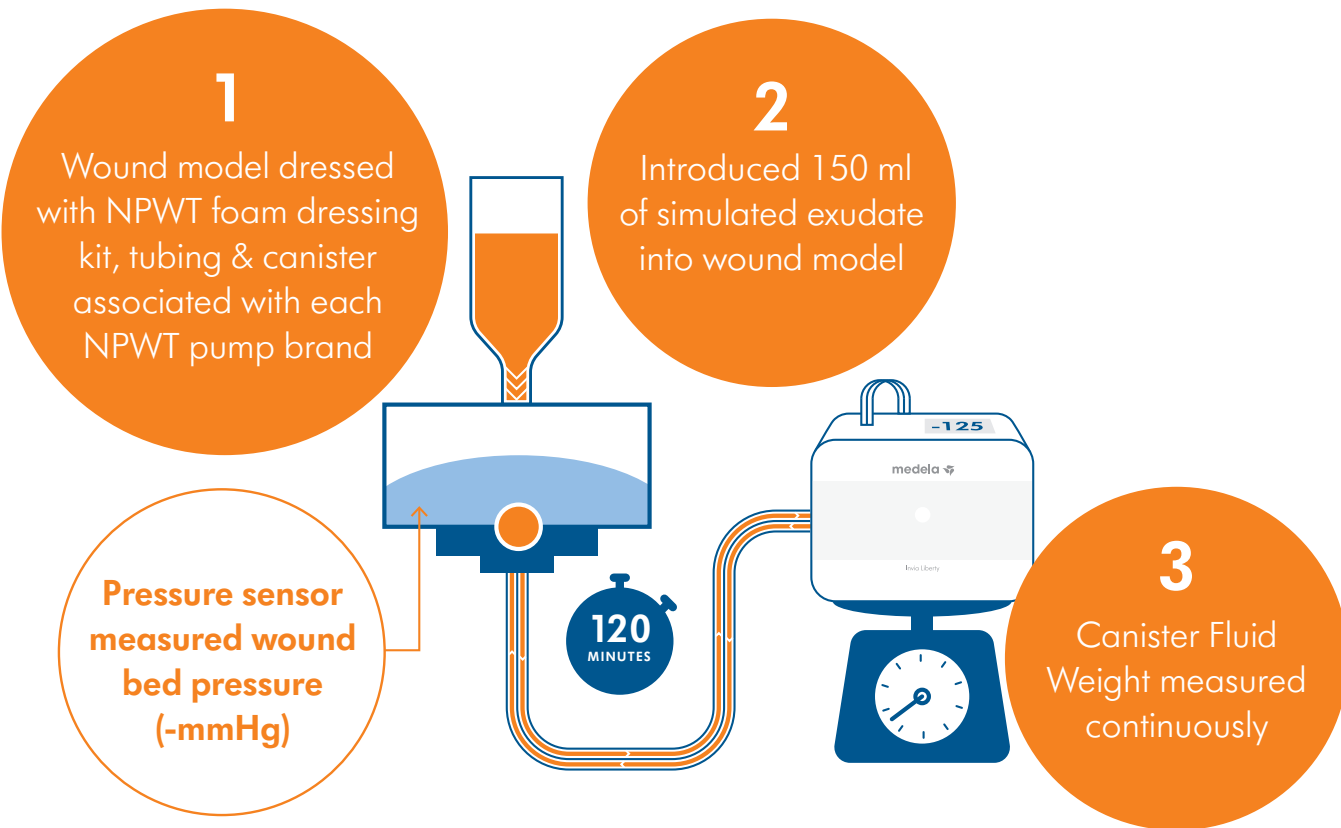 1
Wound model dressed
with NPWT foam dressing
kit, tubing & canister
associated with each
NPWT pump brand
2
Introduced 150 ml
of simulated exudate
into wound model
-125
medela
Invia Liberty
Pressure sensor
measured wound
bed pressure
(-mmHg)
120
MINUTES
3
Canister Fluid
Weight measured
continuously